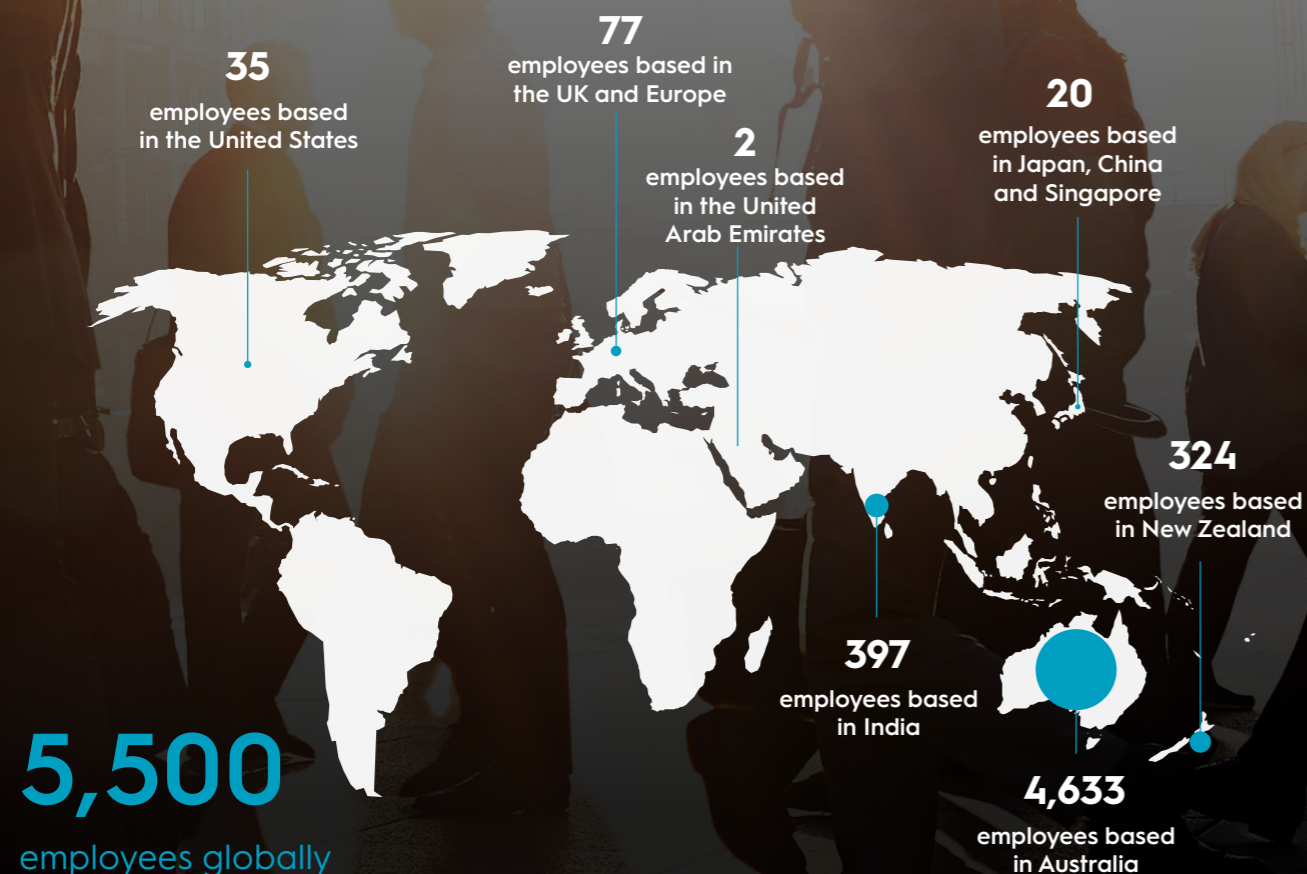 35
employees based
in the United States
77
employees based in
the UK and Europe
2
employees based
in the United
Arab Emirates
20
employees based
in Japan, China
and Singapore
324
employees based
in New Zealand
397
employees based
in India
4,633
employees based
in Australia
5,500
employees globally